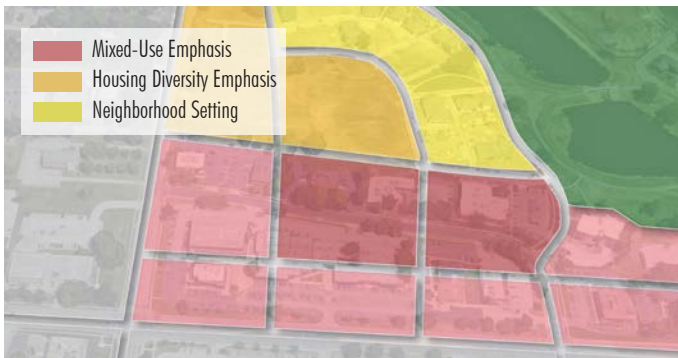 Mixed-Use Emphasis
Housing Diversity Emphasis
Neighborhood Setting